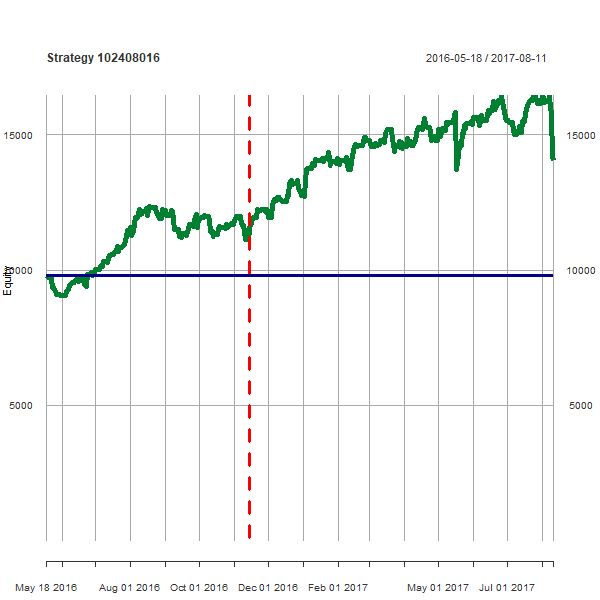 Strategy 102408016
2016-05-18 / 2017-08-11
15000
15000
Equity
10000
10000
5000
5000
May 18 2016
Aug 01 2016
Oct 01 2016
Dec 01 2016
Feb 01 2017
May 01 2017
Jul 01 2017